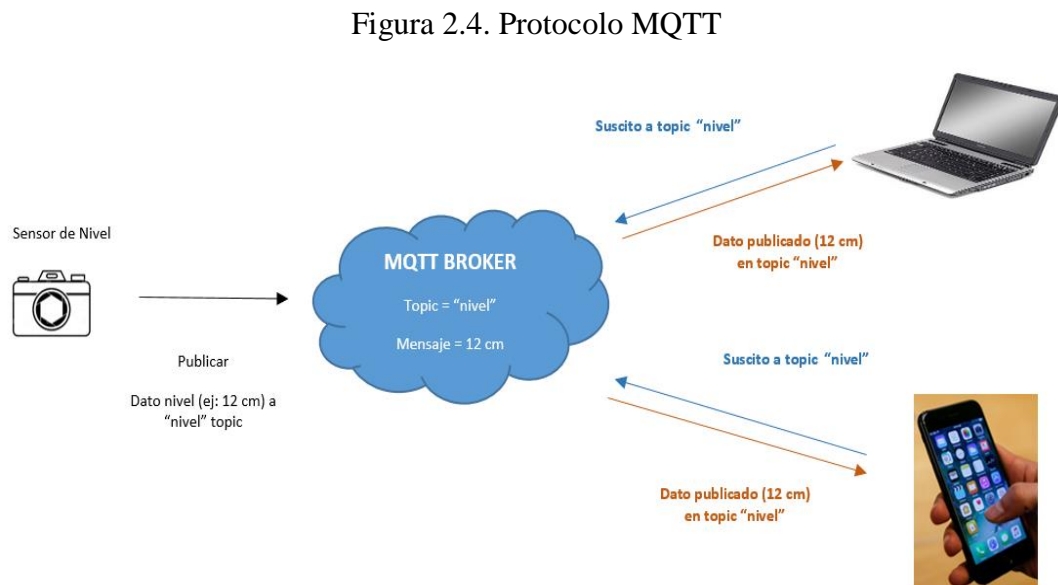 Figura 2.4. Protocolo MQTT
Suscito a topic "nivel"
Sensor de Nivel
Dato publicado (12 cm)
en topic "nivel"
MQTT BROKER
Topic = "nivel"
Mensaje = 12 cm
Publicar
Dato nivel (ej: 12 cm) a
"nivel" topic
Suscito a topic "nivel"
Dato publicado (12 cm)
en topic "nivel"